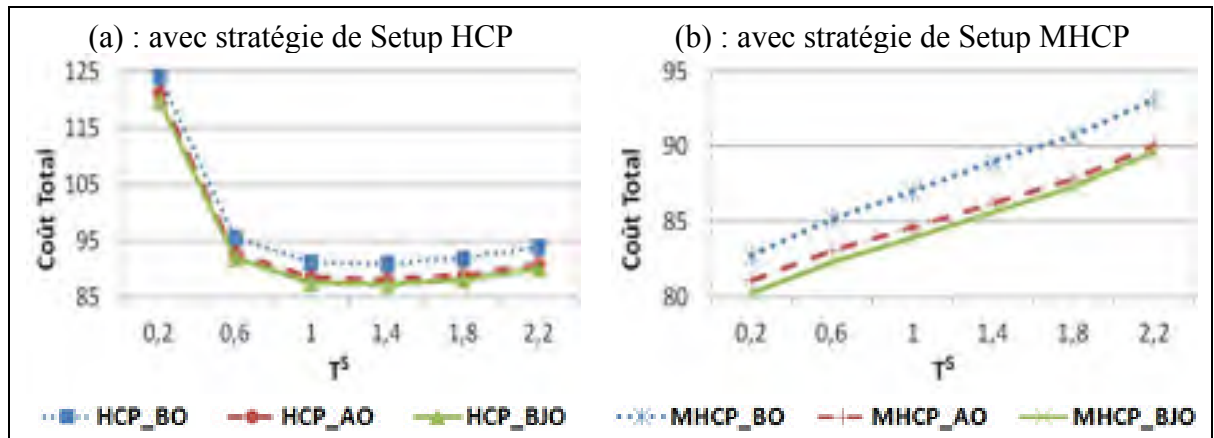 (a) : avec stratégie de Setup HCP
125
115
105
95
85
Coût Total
0,2 0,6 1 1,4 1,8 2,2
T^S
HCP_BO HCP_AO HCP_BJO
(b) : avec stratégie de Setup MHCP
95
90
85
80
Coût Total
0,2 0,6 1 1,4 1,8 2,2
T^S
MHCP_BO MHCP_AO MHCP_BJO